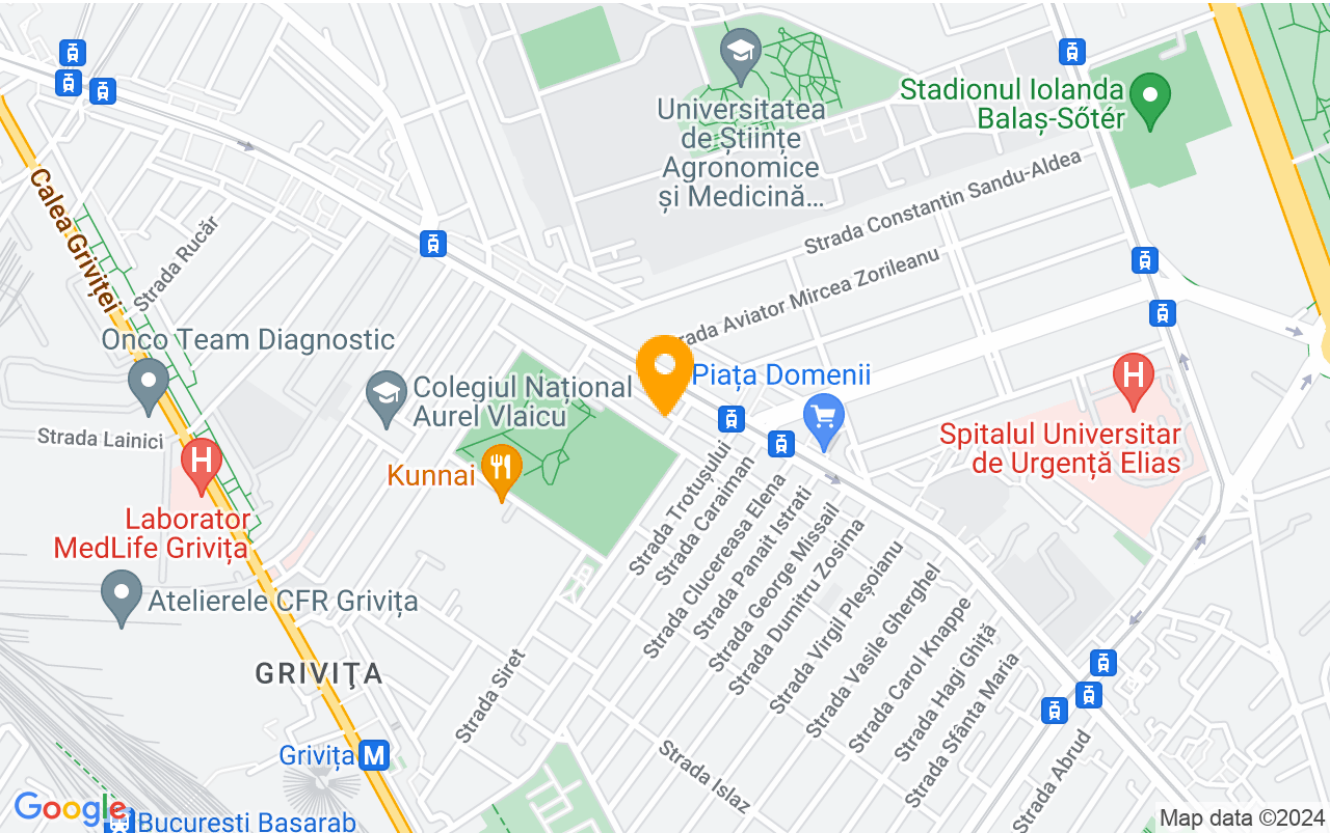 Universitatea
de Științe
Agronomice
și Medicină...
Stadionul Iolanda
Balaș-Sőtér
Strada Constantin Sandu-Aldea
Calea Griviței
Strada Rucăr
Strada Aviator Mircea Zorileanu
Onco Team Diagnostic
Piața Domenii
Colegiul Național
Aurel Vlaicu
Strada Lainici
Spitalul Universitar
de Urgență Elias
Kunnai
Laborator
MedLife Grivița
Strada Trotușului
Strada Caraiman
Strada Clucereasa Elena
Strada Panait Istrati
Strada George Missail
Strada Dumitru Zosima
Strada Virgil Pleșoianu
Strada Vasile Gherghel
Strada Carol Knappe
Strada Hagi Ghiță
Strada Sfânta Maria
Strada Abrud
Atelierele CFR Grivița
GRIVIȚA
Strada Siret
Grivița
Strada Islaz
Google
Bucuresti Basarab
Map data ©2024